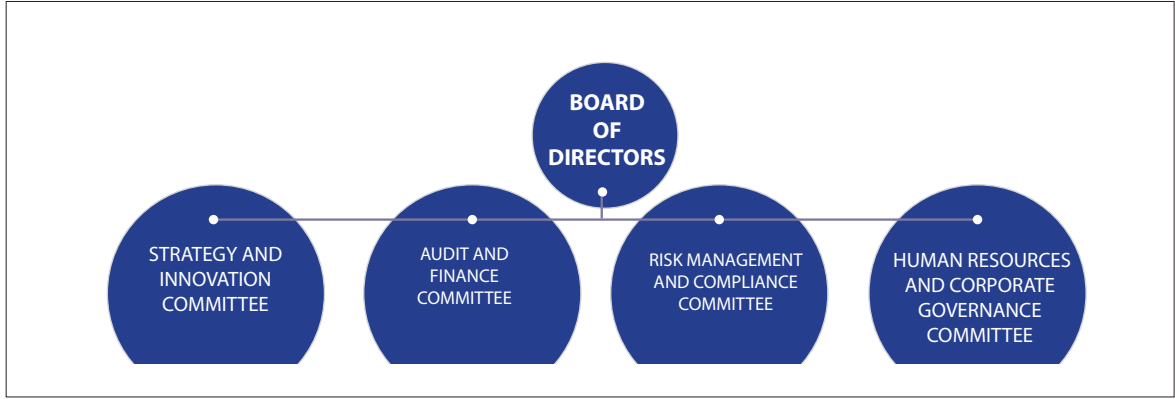 BOARD
OF
DIRECTORS
STRATEGY AND
INNOVATION
COMMITTEE
AUDIT AND
FINANCE
COMMITTEE
RISK MANAGEMENT
AND COMPLIANCE
COMMITTEE
HUMAN RESOURCES
AND CORPORATE
GOVERNANCE
COMMITTEE